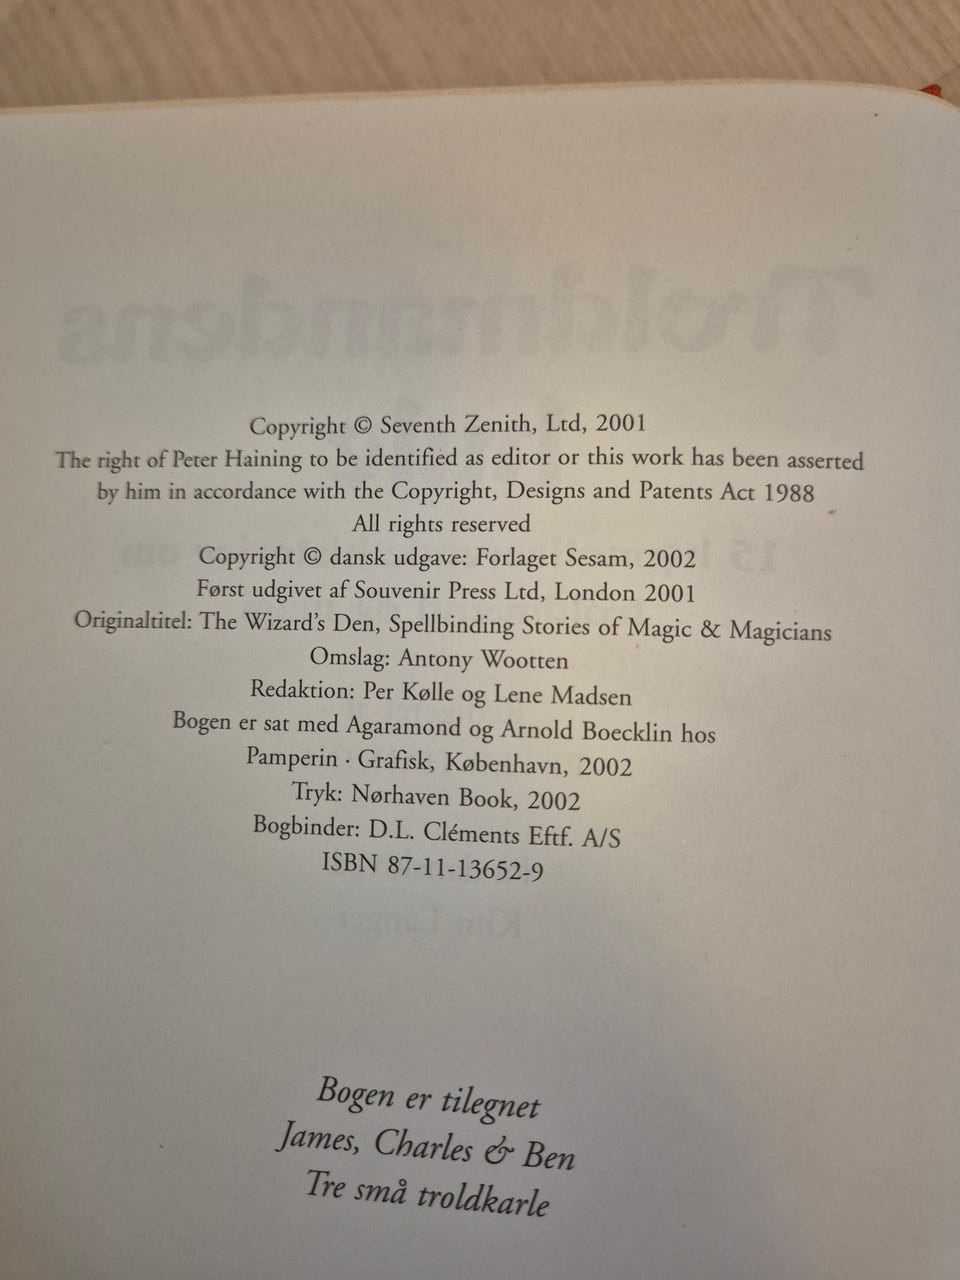 Copyright © Seventh Zenith, Ltd, 2001
The right of Peter Haining to be identified as editor or this work has been asserted
by him in accordance with the Copyright, Designs and Patents Act 1988
All rights reserved
Copyright © dansk udgave: Forlaget Sesam, 2002
Først udgivet af Souvenir Press Ltd, London 2001
Originaltitel: The Wizard's Den, Spellbinding Stories of Magic & Magicians
Omslag: Antony Wootten
Redaktion: Per Kølle og Lene Madsen
Bogen er sat med Agaramond og Arnold Boecklin hos
Pamperin · Grafisk, København, 2002
Tryk: Nørhaven Book, 2002
Bogbinder: D.L. Cléments Eftf. A/S
ISBN 87-11-13652-9
Bogen er tilegnet
James, Charles & Ben
Tre små troldkarle